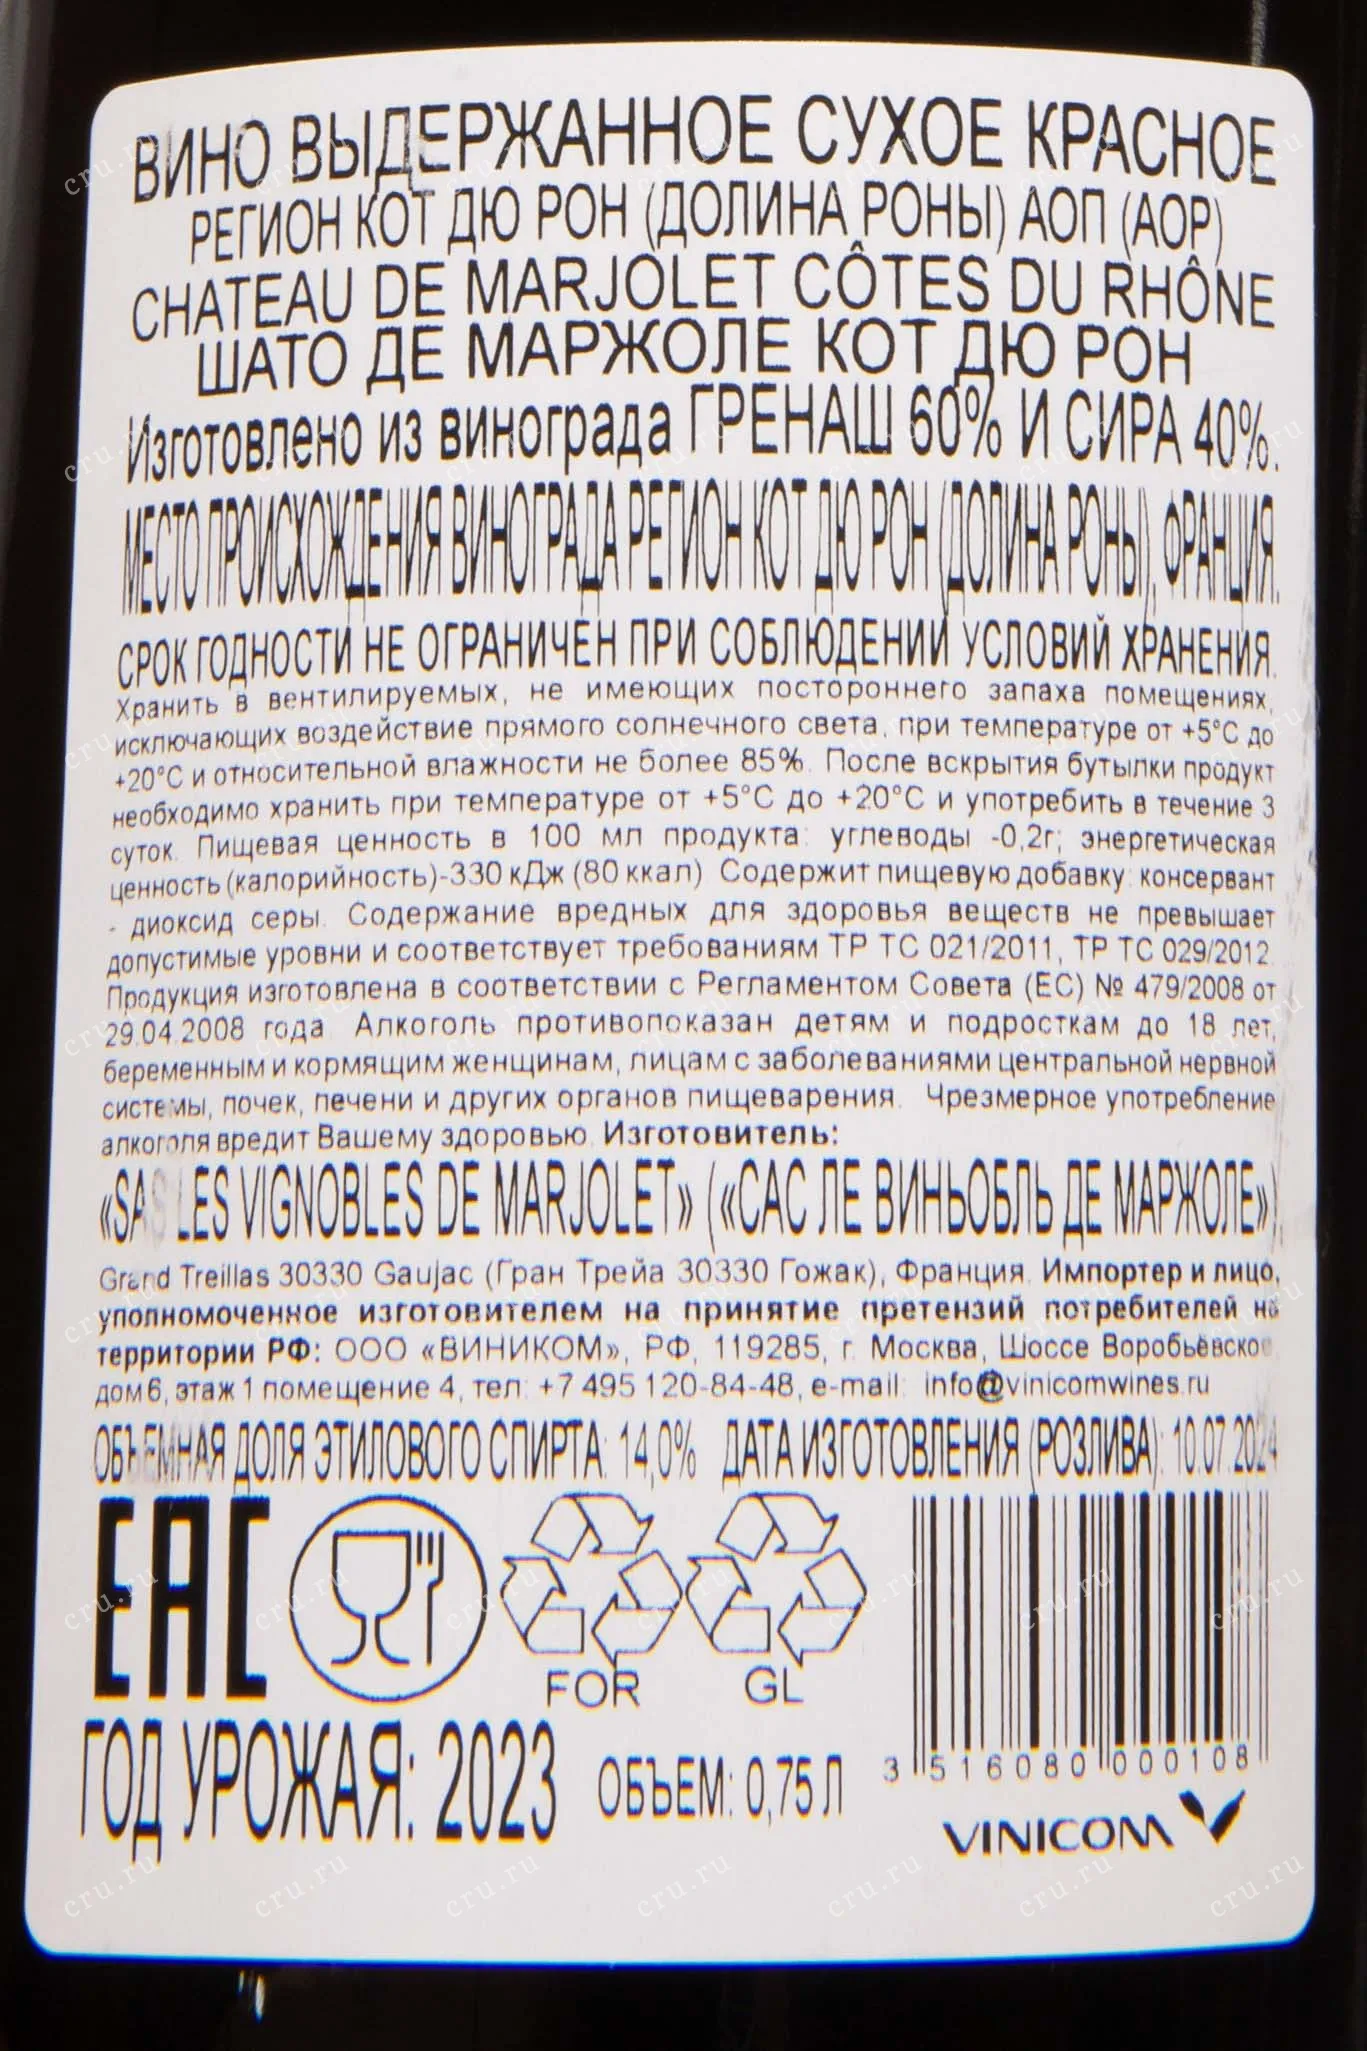 ВИНО ВЫДЕРЖАННОЕ СУХОЕ КРАСНОЕ
РЕГИОН КОТ ДЮ РОН (ДОЛИНА РОНЫ) АОП (AOP)
CHATEAU DE MARJOLET CÔTES DU RHÔNE
ШАТО ДЕ МАРЖОЛЕ КОТ ДЮ РОН
Изготовлено из винограда ГРЕНАШ 60% И СИРА 40%.
МЕСТО ПРОИСХОЖДЕНИЯ ВИНОГРАДА РЕГИОН КОТ ДЮ РОН (ДОЛИНА РОНЫ), ФРАНЦИЯ.
СРОК ГОДНОСТИ НЕ ОГРАНИЧЕН ПРИ СОБЛЮДЕНИИ УСЛОВИЙ ХРАНЕНИЯ.
Хранить в вентилируемых, не имеющих постороннего запаха помещениях,
исключающих воздействие прямого солнечного света, при температуре от +5°С до
+20°С и относительной влажности не более 85%. После вскрытия бутылки продукт
необходимо хранить при температуре от +5°С до +20°С и употребить в течение 3
суток. Пищевая ценность в 100 мл продукта: углеводы -0,2г; энергетическая
ценность (калорийность)-330 кДж (80 ккал) Содержит пищевую добавку: консервант
- диоксид серы. Содержание вредных для здоровья веществ не превышает
допустимые уровни и соответствует требованиям ТР ТС 021/2011, ТР ТС 029/2012.
Продукция изготовлена в соответствии с Регламентом Совета (ЕС) № 479/2008 от
29.04.2008 года. Алкоголь противопоказан детям и подросткам до 18 лет,
беременным и кормящим женщинам, лицам с заболеваниями центральной нервной
системы, почек, печени и других органов пищеварения. Чрезмерное употребление
алкоголя вредит Вашему здоровью. Изготовитель:
«SAS LES VIGNOBLES DE MARJOLET» («САС ЛЕ ВИНЬОБЛЬ ДЕ МАРЖОЛЕ»),
Grand Treillas 30330 Gaujac (Гран Трейа 30330 Гожак), Франция. Импортер и лицо,
уполномоченное изготовителем на принятие претензий потребителей на
территории РФ: ООО «ВИНИКОМ», РФ, 119285, г. Москва, Шоссе Воробьёвское,
дом 6, этаж 1 помещение 4, тел: +7 495 120-84-48, e-mail: info@vinicomwines.ru
ОБЪЕМНАЯ ДОЛЯ ЭТИЛОВОГО СПИРТА: 14,0% ДАТА ИЗГОТОВЛЕНИЯ (РОЗЛИВА): 10.07.2024
EAC
FOR GL
ГОД УРОЖАЯ: 2023 ОБЪЕМ: 0,75 Л
3 516080 000108
VINICOM
cru.ru